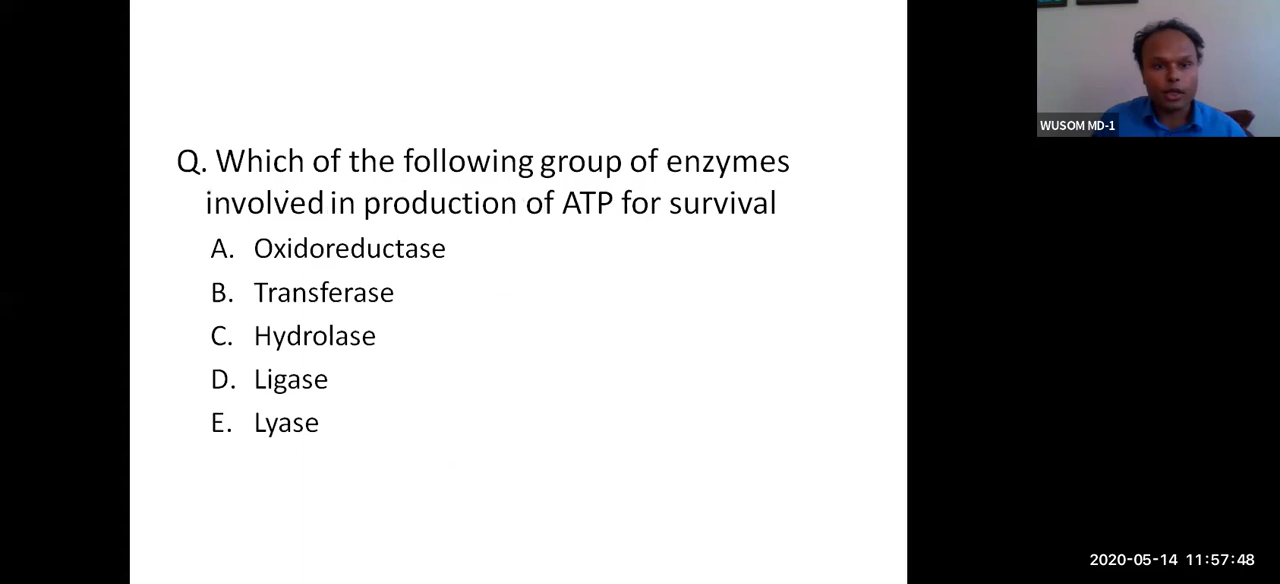 Q. Which of the following group of enzymes
involved in production of ATP for survival
A. Oxidoreductase
B. Transferase
C. Hydrolase
D. Ligase
E. Lyase
WUSOM MD-1
2020-05-14 11:57:48